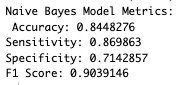 Naive Bayes Model Metrics:
Accuracy: 0.8448276
Sensitivity: 0.869863
Specificity: 0.7142857
F1 Score: 0.9039146